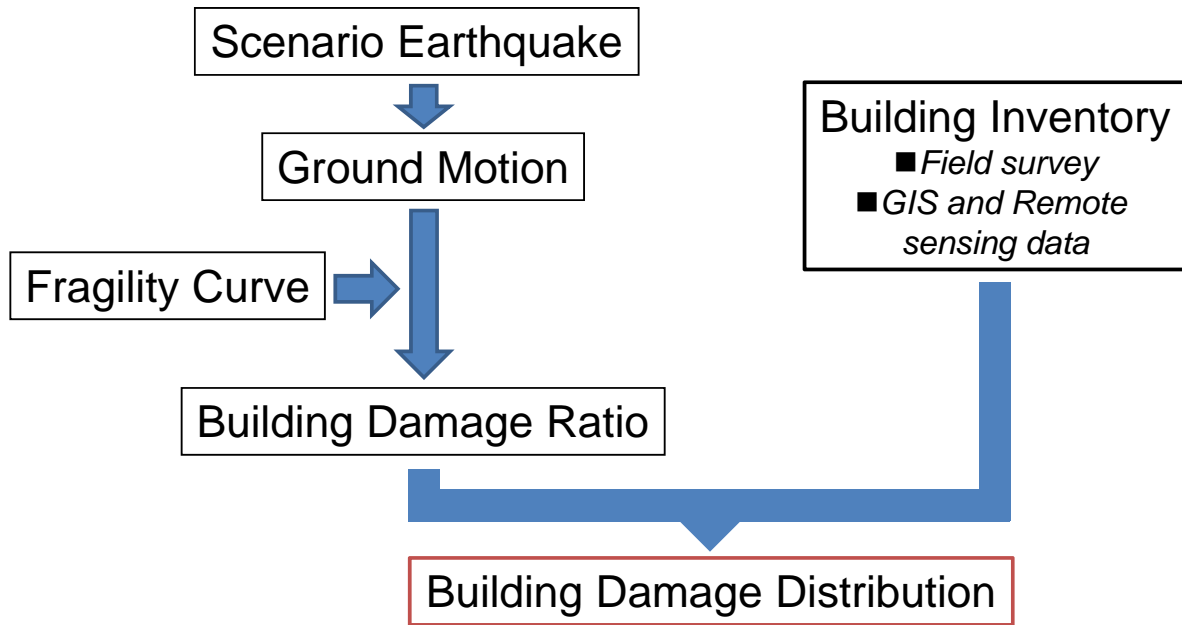 Scenario Earthquake
Ground Motion
Fragility Curve
Building Damage Ratio
Building Inventory
■Field survey
■GIS and Remote
sensing data
Building Damage Distribution